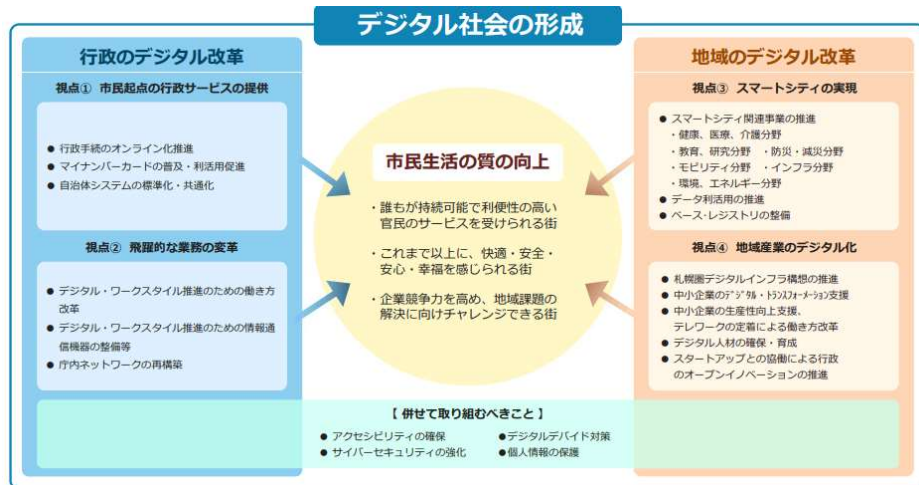 デジタル社会の形成
行政のデジタル改革
視点① 市民起点の行政サービスの提供
● 行政手続のオンライン化推進
● マイナンバーカードの普及・利活用促進
● 自治体システムの標準化・共通化
視点② 飛躍的な業務の変革
● デジタル・ワークスタイル推進のための働き方
改革
● デジタル・ワークスタイル推進のための情報通
信機器の整備等
● 庁内ネットワークの再構築
市民生活の質の向上
・誰もが持続可能で利便性の高い
官民のサービスを受けられる街
・これまで以上に、快適・安全・
安心・幸福を感じられる街
・企業競争力を高め、地域課題の
解決に向けチャレンジできる街
地域のデジタル改革
視点③ スマートシティの実現
● スマートシティ関連事業の推進
・健康、医療、介護分野
・教育、研究分野 ・防災・減災分野
・モビリティ分野 ・インフラ分野
・環境、エネルギー分野
● データ利活用の推進
● ベース・レジストリの整備
視点④ 地域産業のデジタル化
● 札幌圏デジタルインフラ構想の推進
● 中小企業のﾃﾞｼﾞﾀﾙ・ﾄﾗﾝｽﾌｫｰﾒｰｼｮﾝ支援
● 中小企業の生産性向上支援、
テレワークの定着による働き方改革
● デジタル人材の確保・育成
● スタートアップとの協働による行政
のオープンイノベーションの推進
【 併せて取り組むべきこと 】
● アクセシビリティの確保 ●デジタルデバイド対策
● サイバーセキュリティの強化 ●個人情報の保護